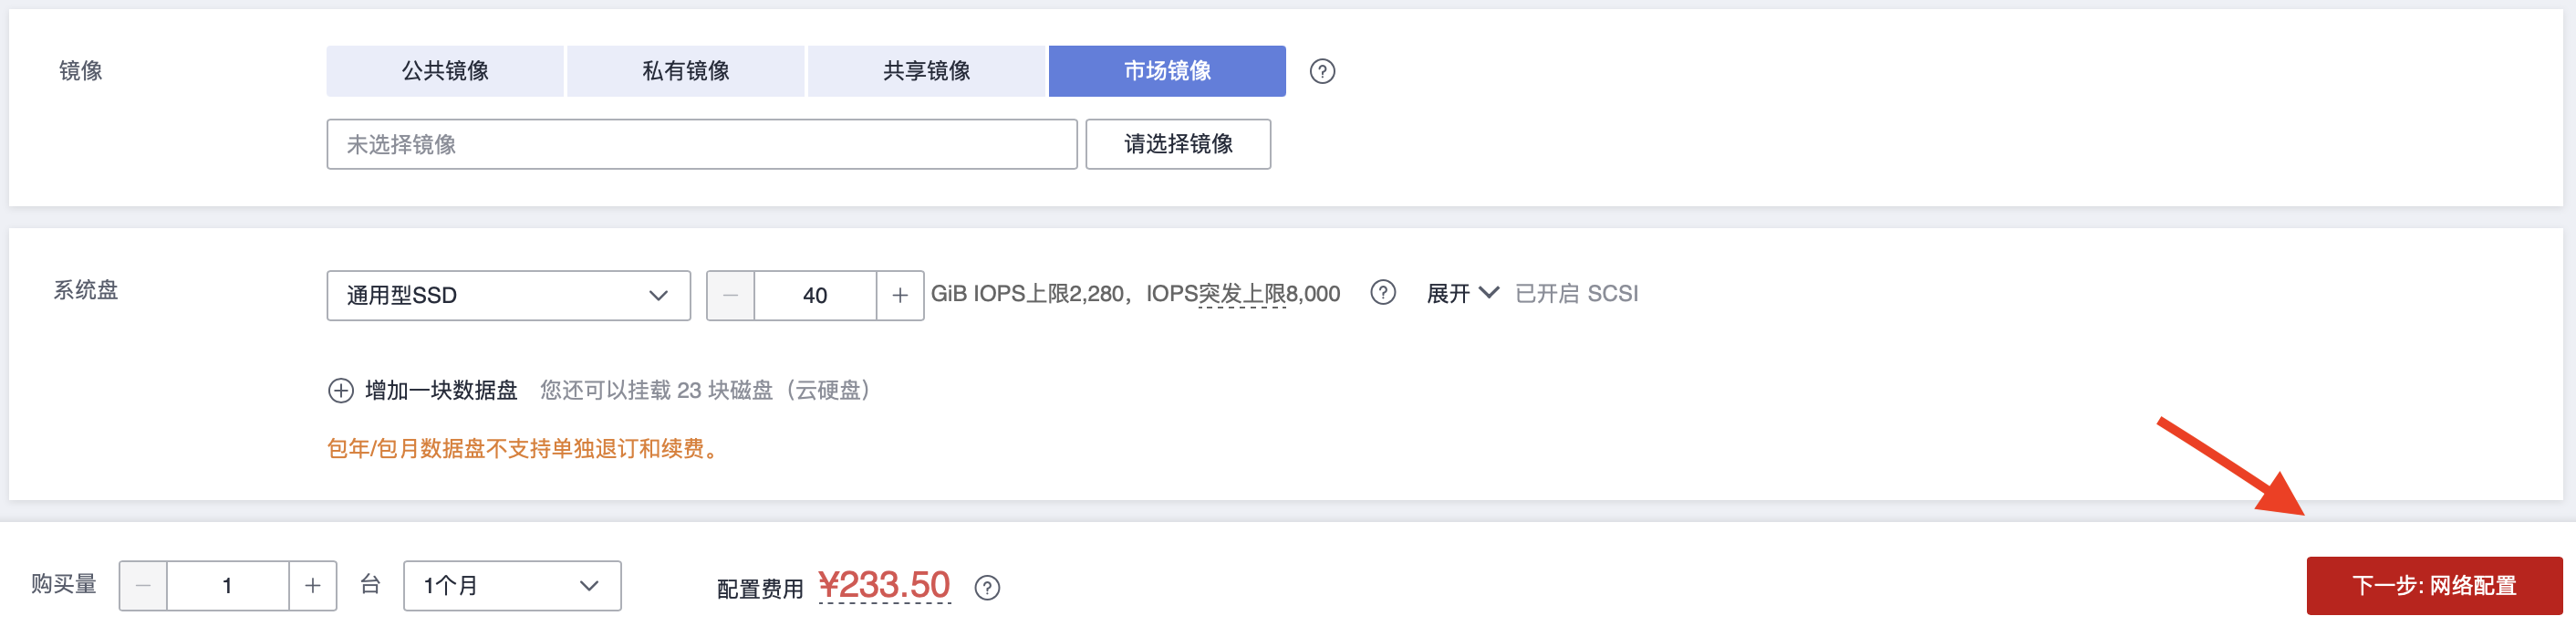 镜像 公共镜像 私有镜像 共享镜像 市场镜像 ?
未选择镜像 请选择镜像
系统盘 通用型SSD − 40 + GiB IOPS上限2,280，IOPS突发上限8,000 ? 展开 已开启 SCSI
增加一块数据盘 您还可以挂载 23 块磁盘（云硬盘）
包年/包月数据盘不支持单独退订和续费。
购买量 − 1 + 台 1个月 配置费用 ¥233.50 ? 下一步: 网络配置